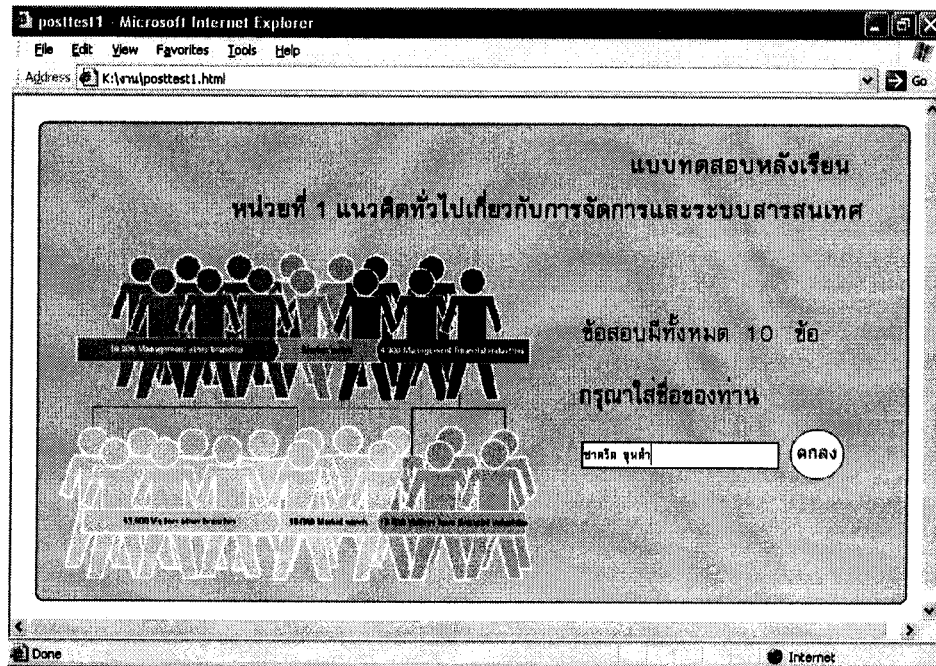 posttest1 - Microsoft Internet Explorer
File Edit View Favorites Tools Help
Address K:\งาน\posttest1.html Go
แบบทดสอบหลังเรียน
หน่วยที่ 1 แนวคิดทั่วไปเกี่ยวกับการจัดการและระบบสารสนเทศ
ข้อสอบมีทั้งหมด 10 ข้อ
กรุณาใส่ชื่อของท่าน
ตกลง
Done Internet